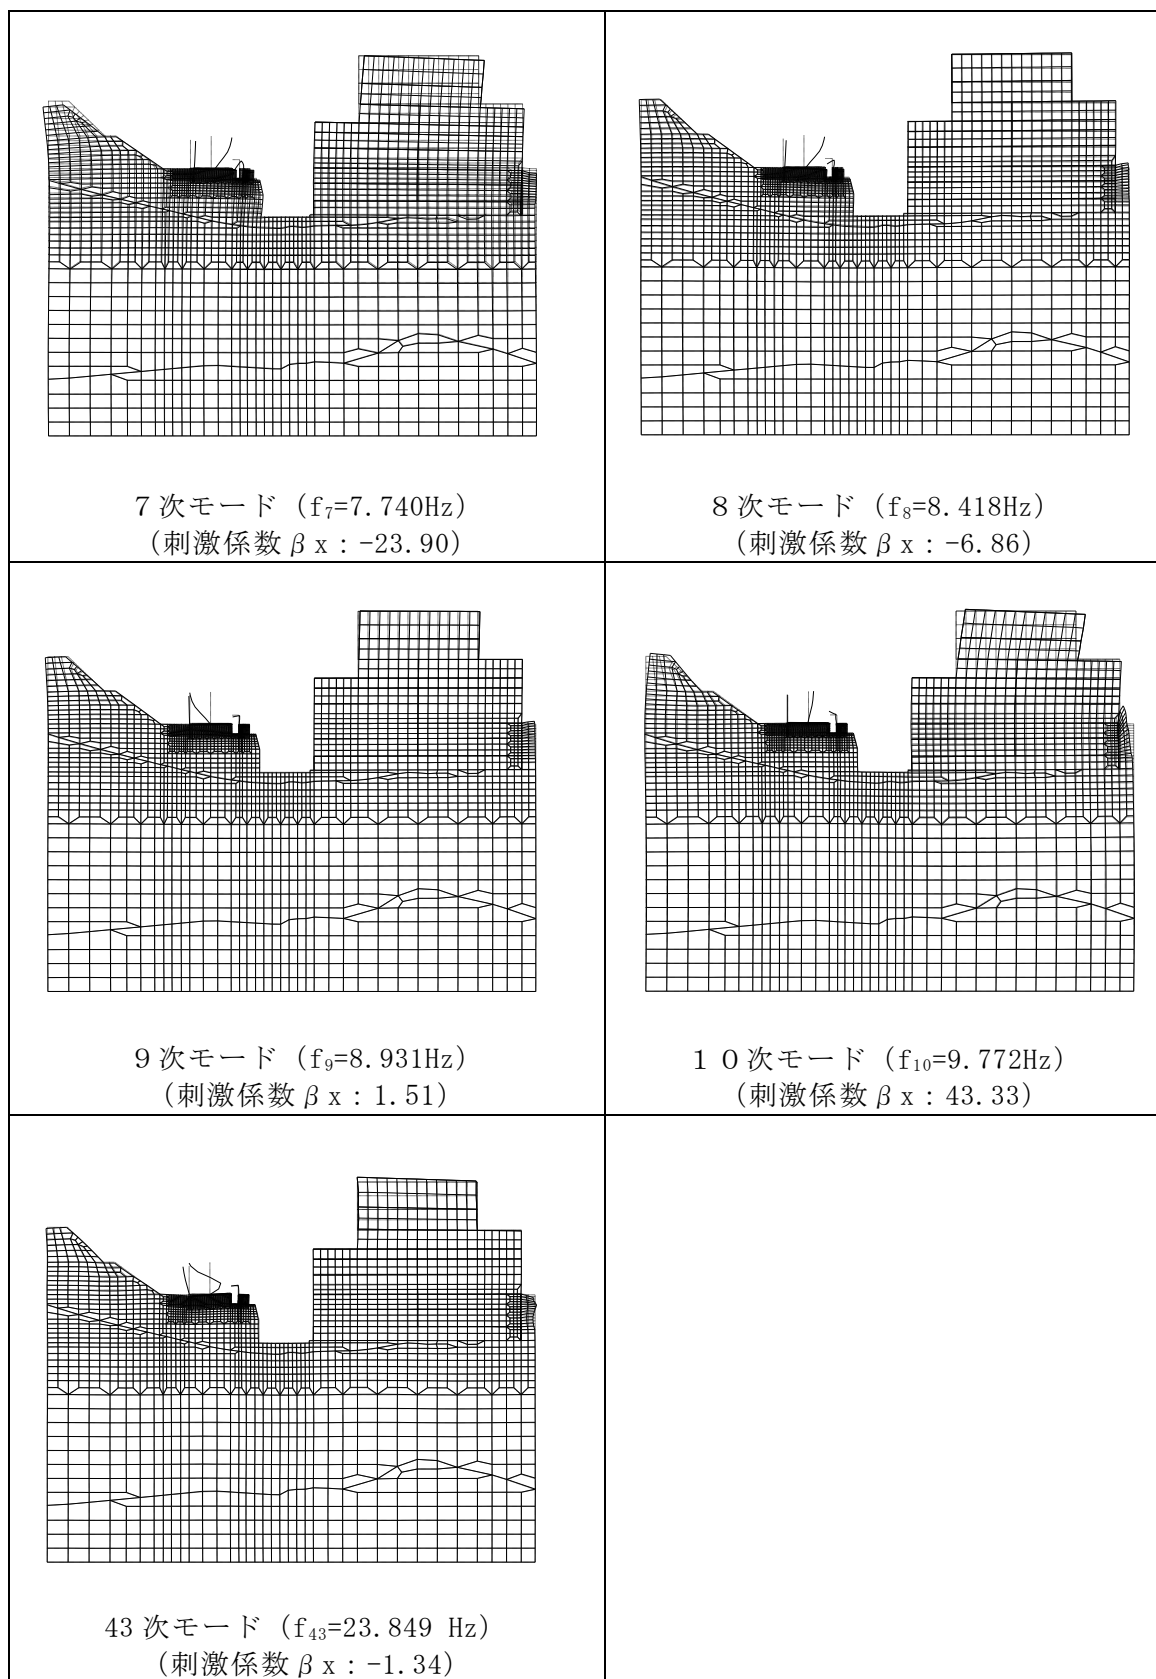 7次モード (f₇=7.740Hz)
(刺激係数βx:-23.90)
8次モード (f₈=8.418Hz)
(刺激係数βx:-6.86)
9次モード (f₉=8.931Hz)
(刺激係数βx:1.51)
10次モード (f₁₀=9.772Hz)
(刺激係数βx:43.33)
43次モード (f₄₃=23.849 Hz)
(刺激係数βx:-1.34)